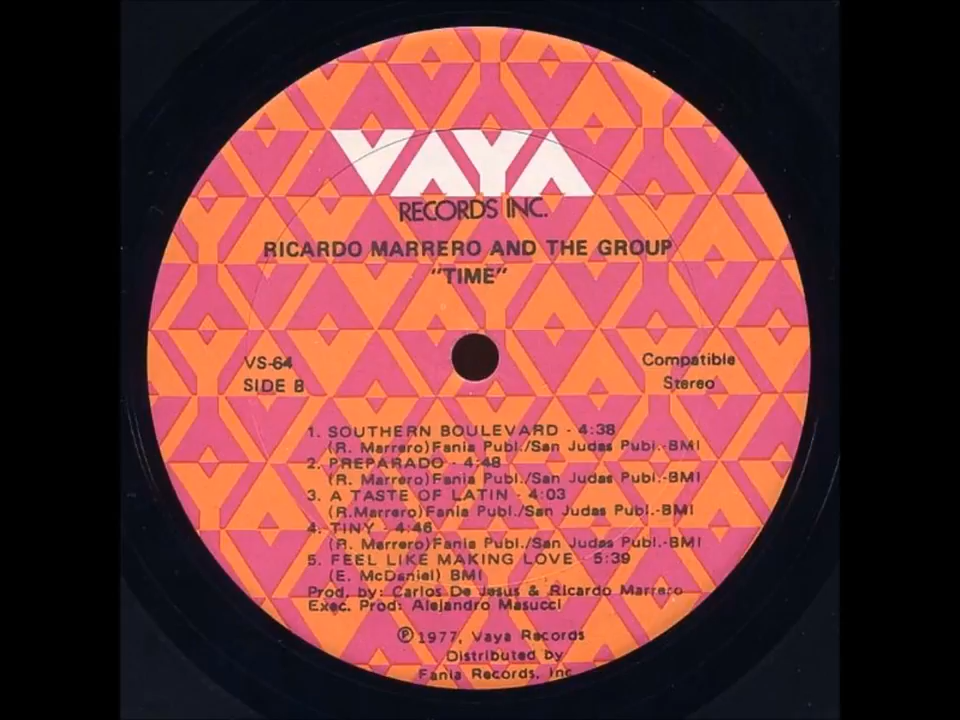 VAYA
RECORDS INC.
RICARDO MARRERO AND THE GROUP
"TIME"
VS-64
SIDE B
Compatible
Stereo
1. SOUTHERN BOULEVARD - 4:38
(R. Marrero)Fania Publ./San Judas Publ.-BMI
2. PREPARADO - 4:48
(R. Marrero)Fania Publ./San Judas Publ.-BMI
3. A TASTE OF LATIN - 4:03
(R.Marrero)Fania Publ./San Judas Publ.-BMI
4. TINY - 4:46
(R. Marrero)Fania Publ./San Judas Publ.-BMI
5. FEEL LIKE MAKING LOVE - 5:39
(E. McDaniel) BMI
Prod. by: Carlos De Jesus & Ricardo Marrero
Exec. Prod: Alejandro Masucci
℗1977, Vaya Records
Distributed by
Fania Records, Inc.